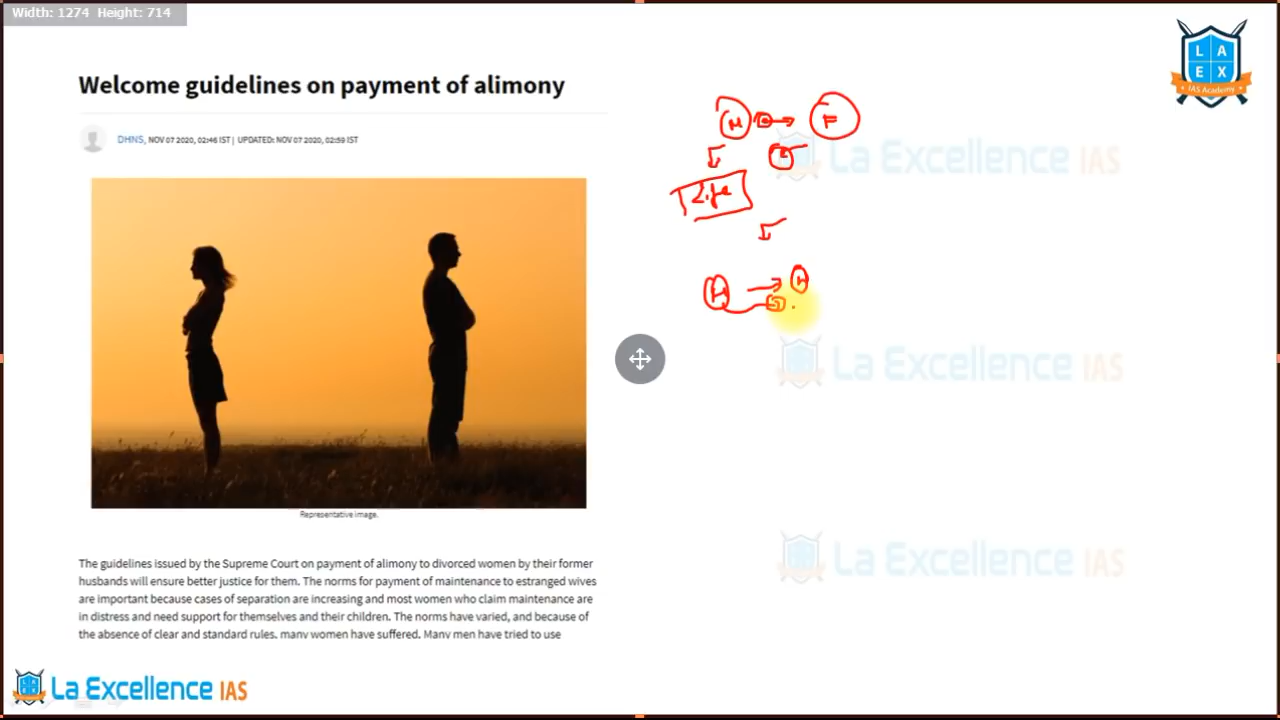 Width: 1274 Height: 714
LA
EX
IAS Academy
Welcome guidelines on payment of alimony
DHNS, NOV 07 2020, 02:46 IST | UPDATED: NOV 07 2020, 02:59 IST
M
F
Life
La Excellence IAS
H
La Excellence IAS
Representative image.
La Excellence IAS
The guidelines issued by the Supreme Court on payment of alimony to divorced women by their former
husbands will ensure better justice for them. The norms for payment of maintenance to estranged wives
are important because cases of separation are increasing and most women who claim maintenance are
in distress and need support for themselves and their children. The norms have varied, and because of
the absence of clear and standard rules, many women have suffered. Many men have tried to use
La Excellence IAS